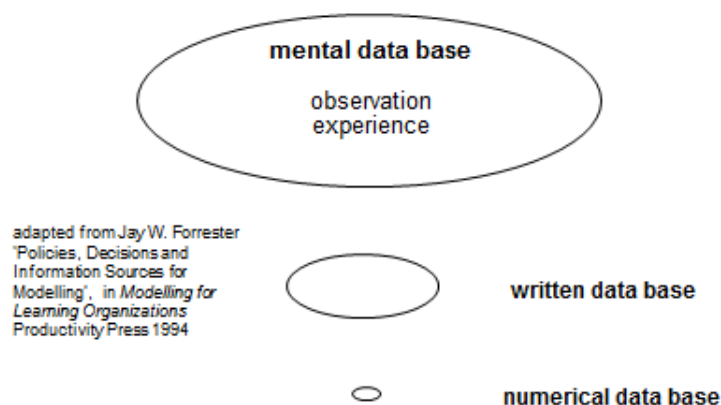 mental data base
observation
experience
adapted from Jay W. Forrester
'Policies, Decisions and
Information Sources for
Modelling', in Modelling for
Learning Organizations
Productivity Press 1994
written data base
numerical data base